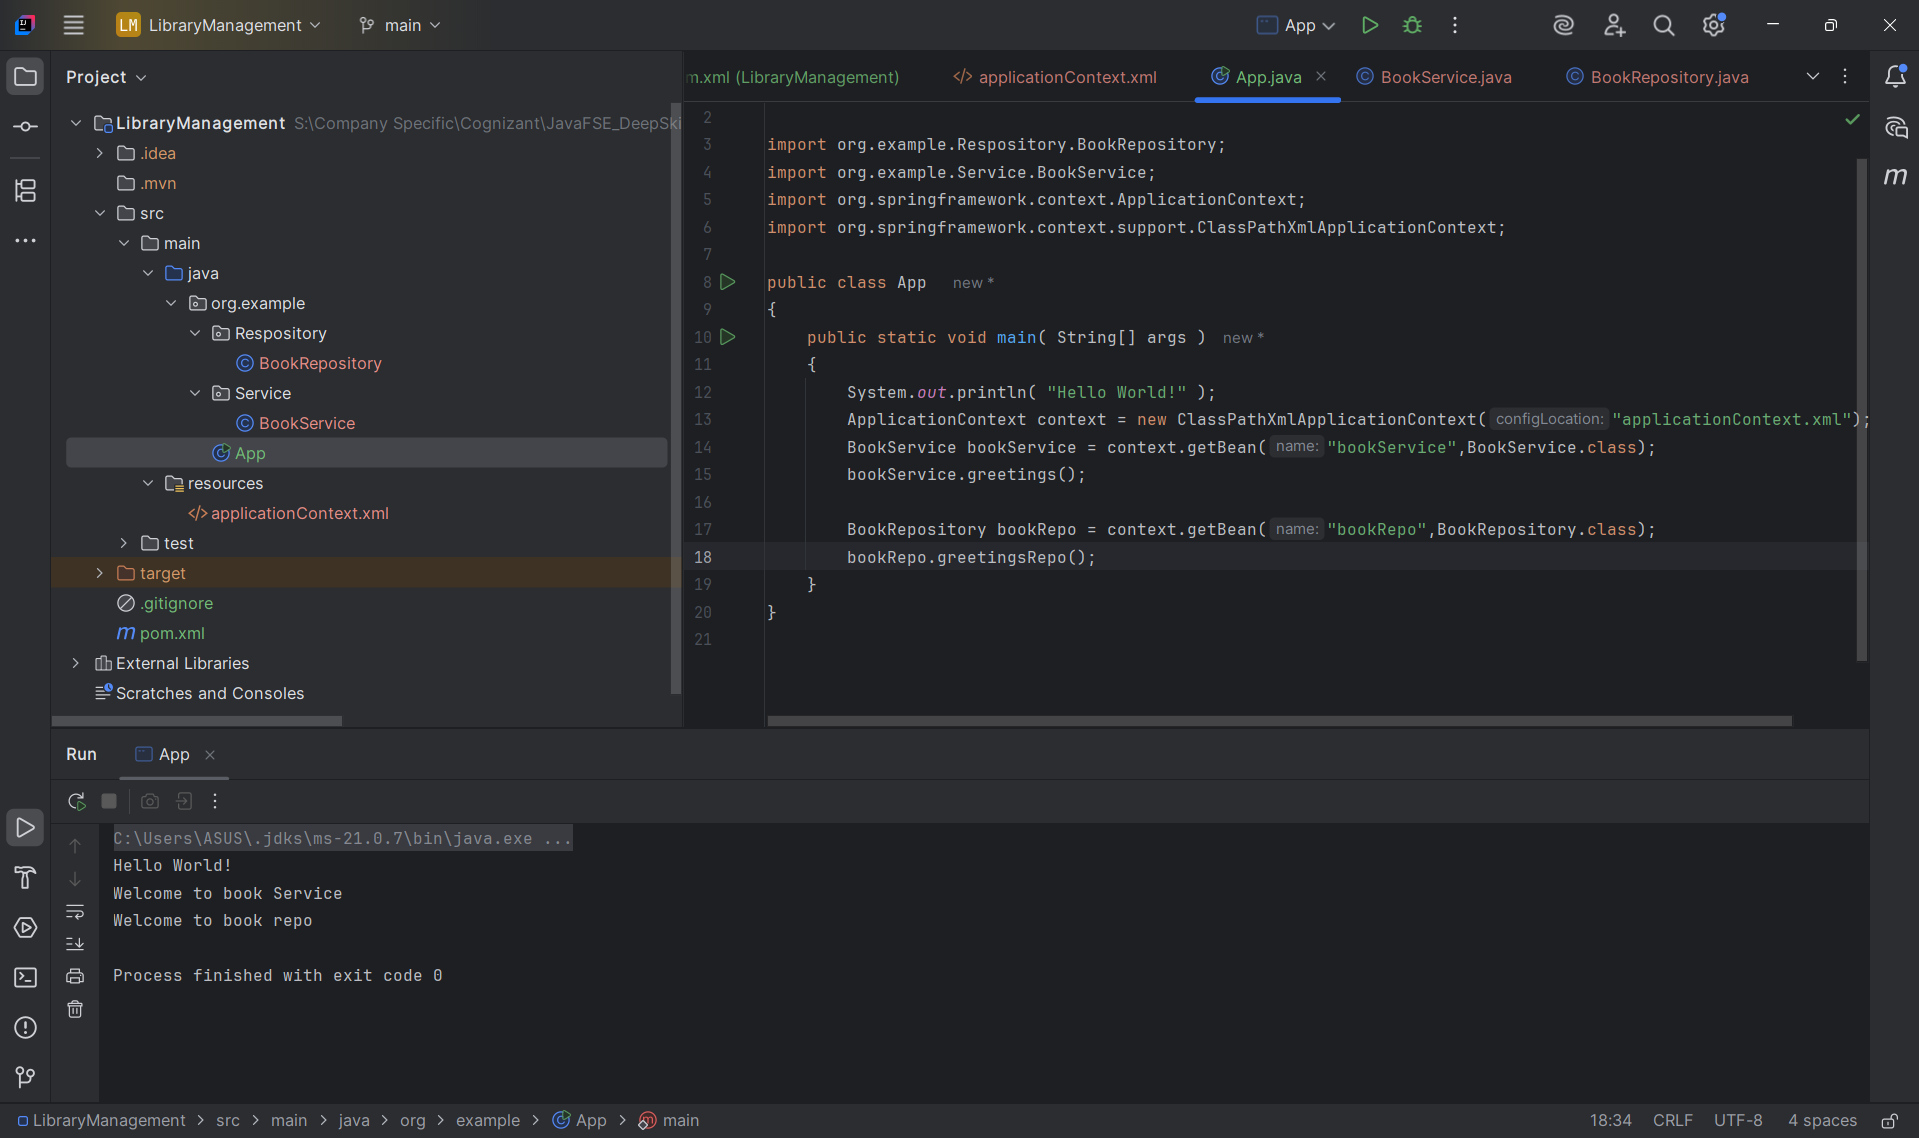 LM LibraryManagement main App
Project
m.xml (LibraryManagement) applicationContext.xml App.java BookService.java BookRepository.java
LibraryManagement S:\Company Specific\Cognizant\JavaFSE_DeepSki
.idea
.mvn
src
main
java
org.example
Respository
BookRepository
Service
BookService
App
resources
applicationContext.xml
test
target
.gitignore
pom.xml
External Libraries
Scratches and Consoles
2
3 import org.example.Respository.BookRepository;
4 import org.example.Service.BookService;
5 import org.springframework.context.ApplicationContext;
6 import org.springframework.context.support.ClassPathXmlApplicationContext;
7
8 public class App new *
9 {
10 public static void main( String[] args ) new *
11 {
12 System.out.println( "Hello World!" );
13 ApplicationContext context = new ClassPathXmlApplicationContext( configLocation: "applicationContext.xml");
14 BookService bookService = context.getBean( name: "bookService",BookService.class);
15 bookService.greetings();
16
17 BookRepository bookRepo = context.getBean( name: "bookRepo",BookRepository.class);
18 bookRepo.greetingsRepo();
19 }
20 }
21
Run App
C:\Users\ASUS\.jdks\ms-21.0.7\bin\java.exe ...
Hello World!
Welcome to book Service
Welcome to book repo
Process finished with exit code 0
LibraryManagement > src > main > java > org > example > App > main 18:34 CRLF UTF-8 4 spaces